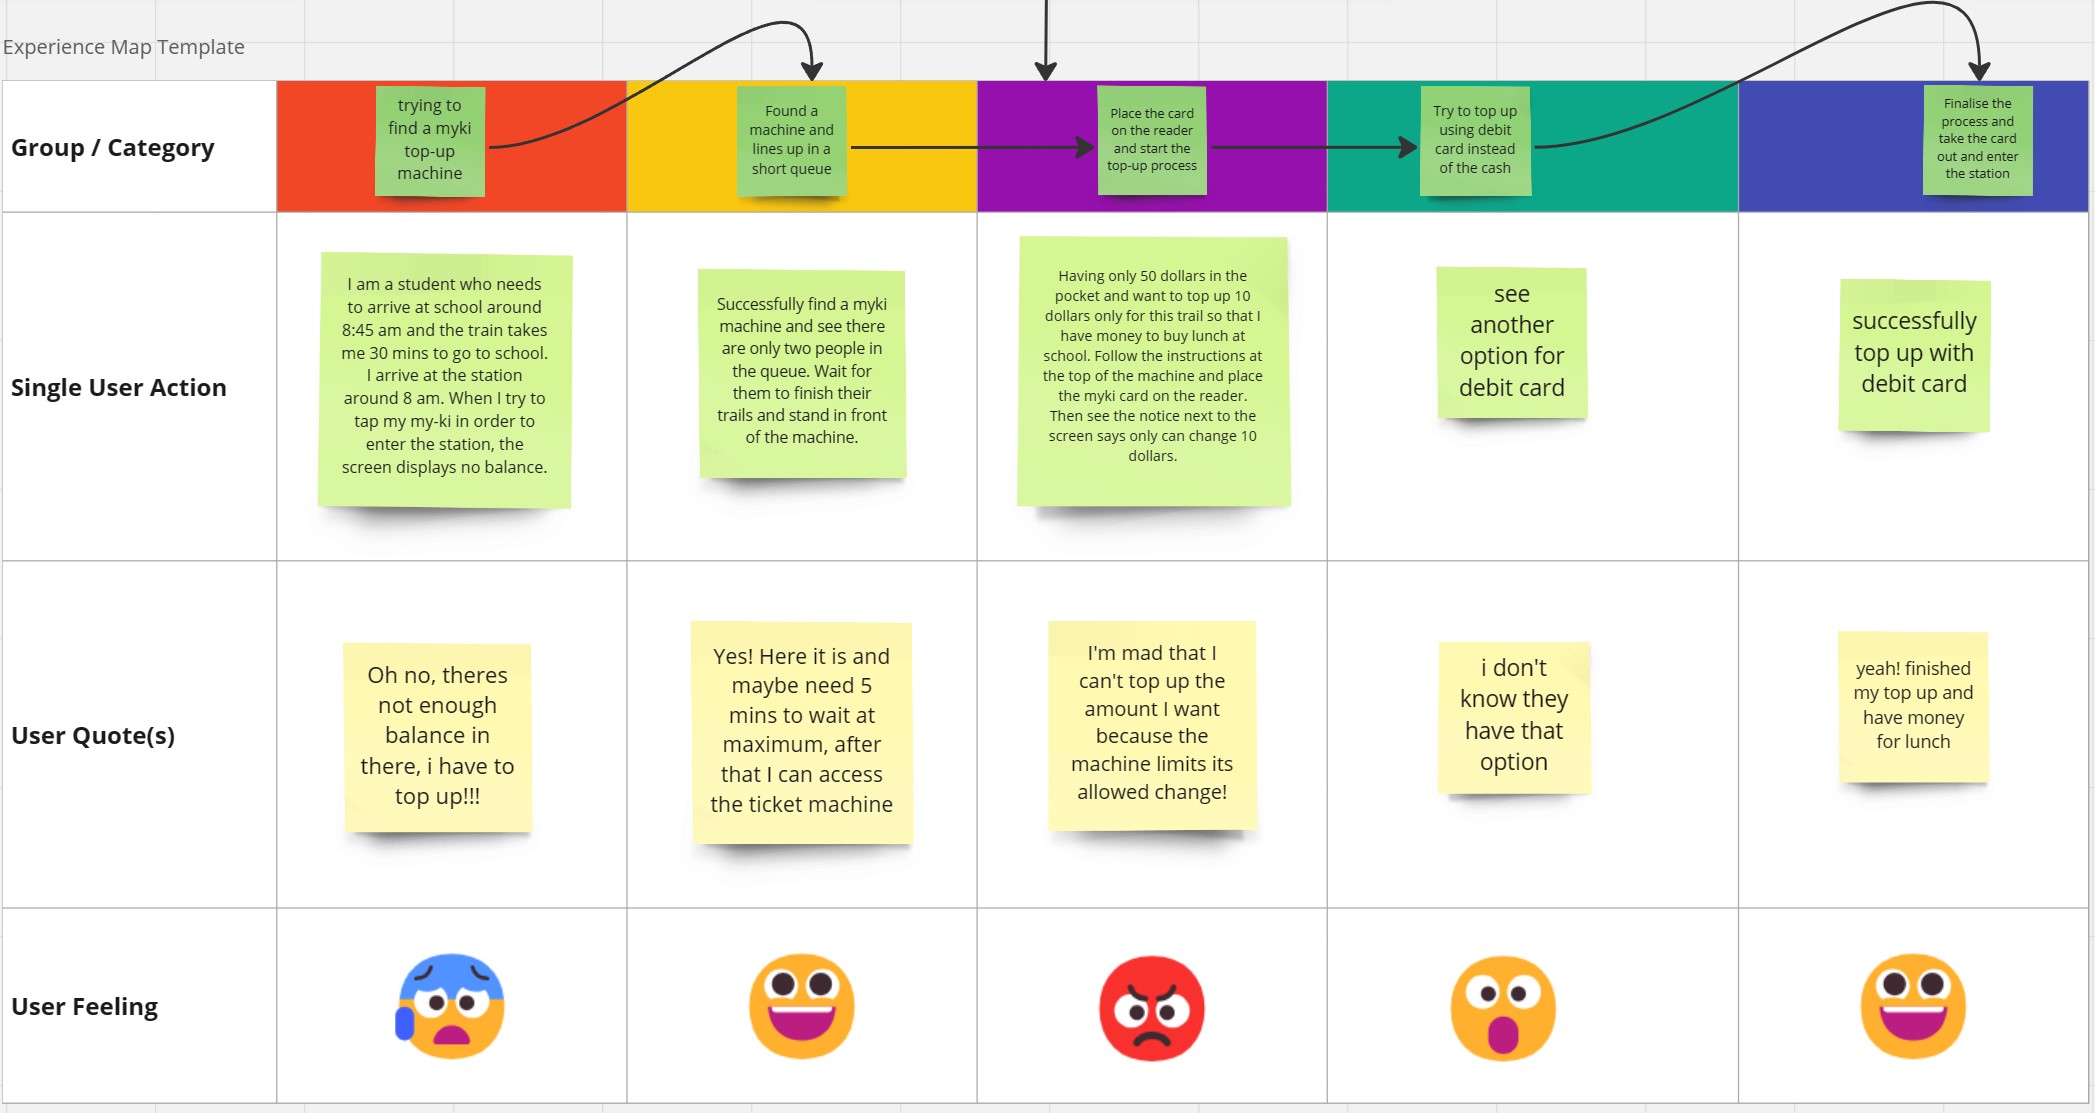 Experience Map Template
Group / Category
trying to
find a myki
top-up
machine
Found a
machine and
lines up in a
short queue
Place the card
on the reader
and start the
top-up process
Try to top up
using debit
card instead
of the cash
Finalise the
process and
take the card
out and enter
the station
Single User Action
I am a student who needs
to arrive at school around
8:45 am and the train takes
me 30 mins to go to school.
I arrive at the station
around 8 am. When I try to
tap my my-ki in order to
enter the station, the
screen displays no balance.
Successfully find a myki
machine and see there
are only two people in
the queue. Wait for
them to finish their
trails and stand in front
of the machine.
Having only 50 dollars in the
pocket and want to top up 10
dollars only for this trail so that I
have money to buy lunch at
school. Follow the instructions at
the top of the machine and place
the myki card on the reader.
Then see the notice next to the
screen says only can change 10
dollars.
see
another
option for
debit card
successfully
top up with
debit card
User Quote(s)
Oh no, theres
not enough
balance in
there, i have to
top up!!!
Yes! Here it is and
maybe need 5
mins to wait at
maximum, after
that I can access
the ticket machine
I'm mad that I
can't top up the
amount I want
because the
machine limits its
allowed change!
i don't
know they
have that
option
yeah! finished
my top up and
have money
for lunch
User Feeling